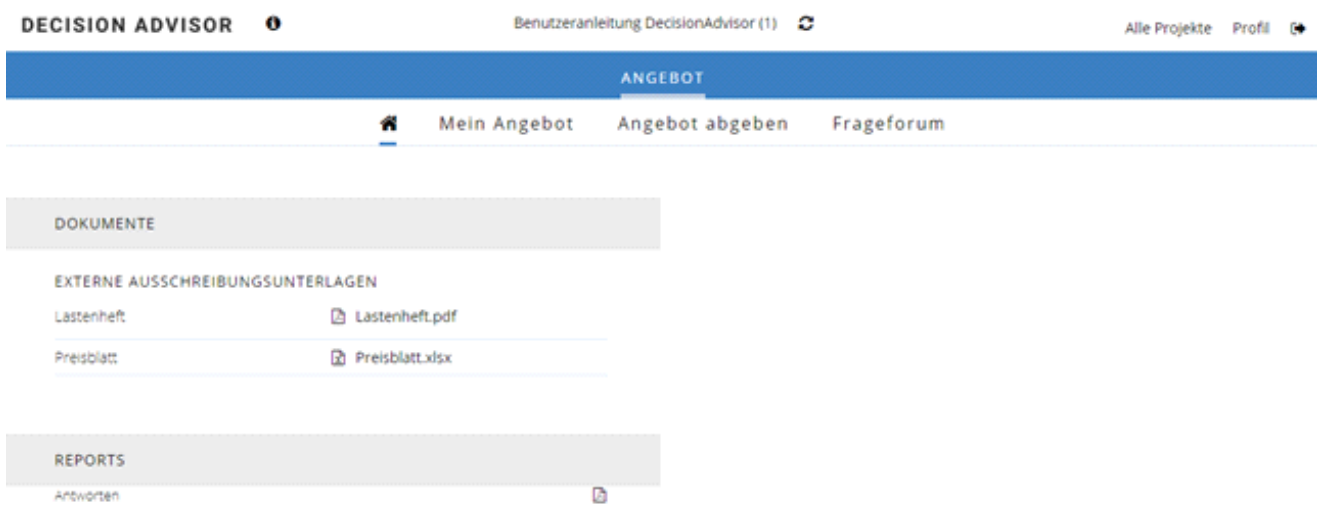 DECISION ADVISOR Benutzeranleitung DecisionAdvisor (1) Alle Projekte Profil
ANGEBOT
Mein Angebot Angebot abgeben Frageforum
DOKUMENTE
EXTERNE AUSSCHREIBUNGSUNTERLAGEN
Lastenheft Lastenheft.pdf
Preisblatt Preisblatt.xlsx
REPORTS
Antworten